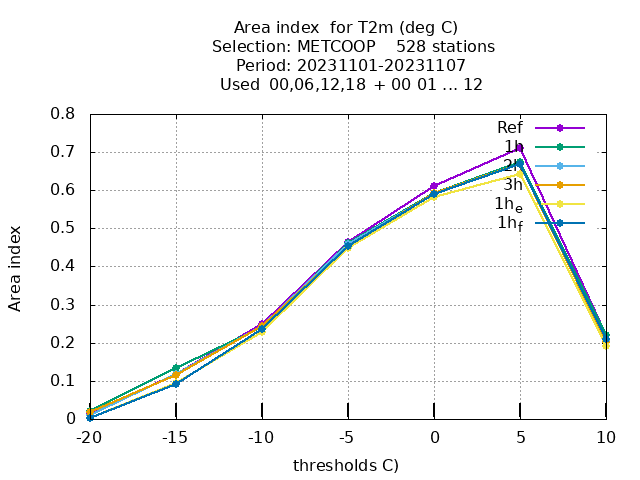 Area index  for T2m (deg C)
Selection: METCOOP    528 stations
Period: 20231101-20231107
Used  00,06,12,18  + 00 01 ... 12
0.8
0.7
0.6
0.5
0.4
0.3
0.2
0.1
0
Area index
Ref
1h
2h
3h
1he
1hf
-20 -15 -10 -5 0 5 10
thresholds C)